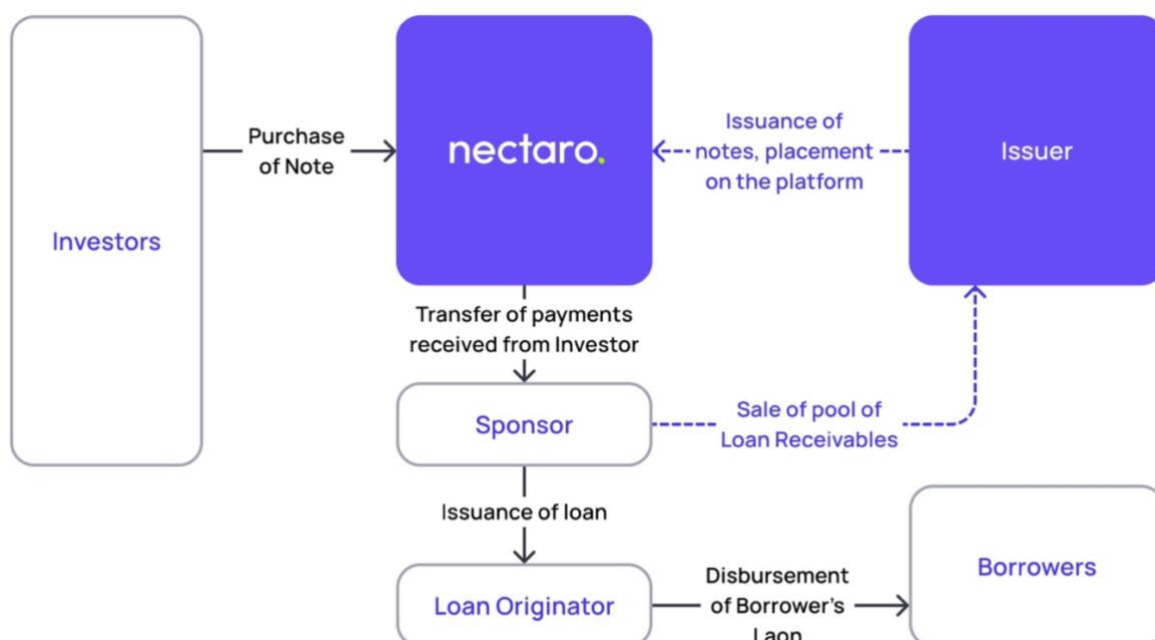 Investors
Purchase
of Note
nectaro.
Issuance of
notes, placement
on the platform
Issuer
Transfer of payments
received from Investor
Sponsor
Sale of pool of
Loan Receivables
Issuance of loan
Loan Originator
Disbursement
of Borrower's
Laon
Borrowers